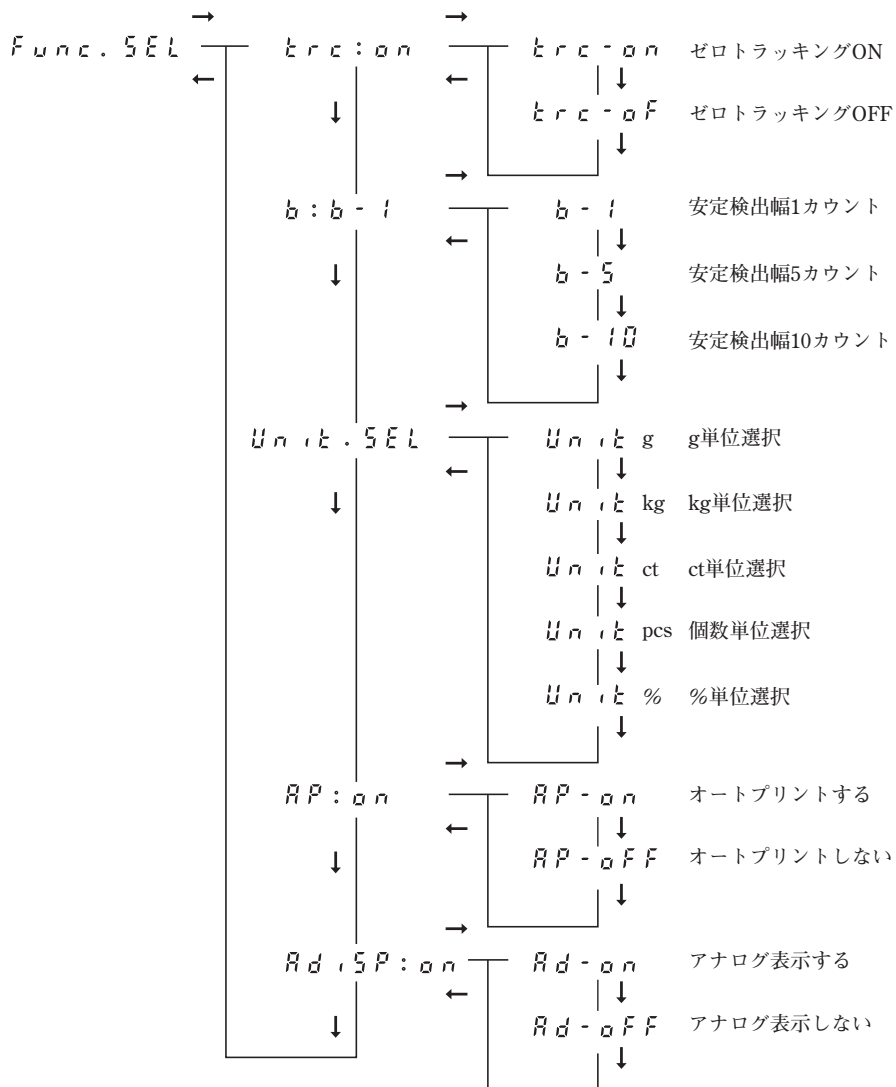 Func.SEL trc:on trc-on ゼロトラッキングON
trc-oF ゼロトラッキングOFF
b:b-1 b-1 安定検出幅1カウント
b-5 安定検出幅5カウント
b-10 安定検出幅10カウント
Unit.SEL Unit g g単位選択
Unit kg kg単位選択
Unit ct ct単位選択
Unit pcs 個数単位選択
Unit % %単位選択
AP:on AP-on オートプリントする
AP-oFF オートプリントしない
AdiSP:on Ad-on アナログ表示する
Ad-oFF アナログ表示しない